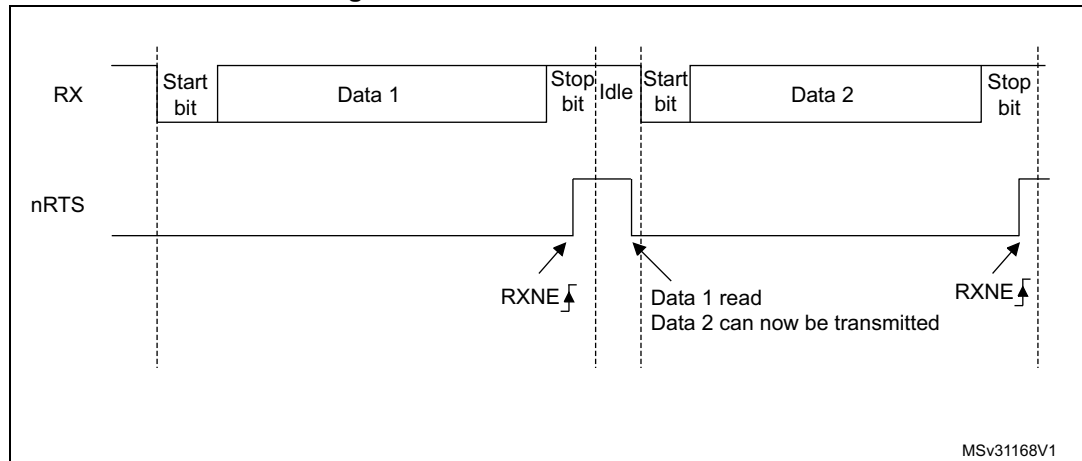 RX
Start
bit
Data 1
Stop
bit
Idle
Start
bit
Data 2
Stop
bit
nRTS
RXNE
Data 1 read
Data 2 can now be transmitted
RXNE
MSv31168V1